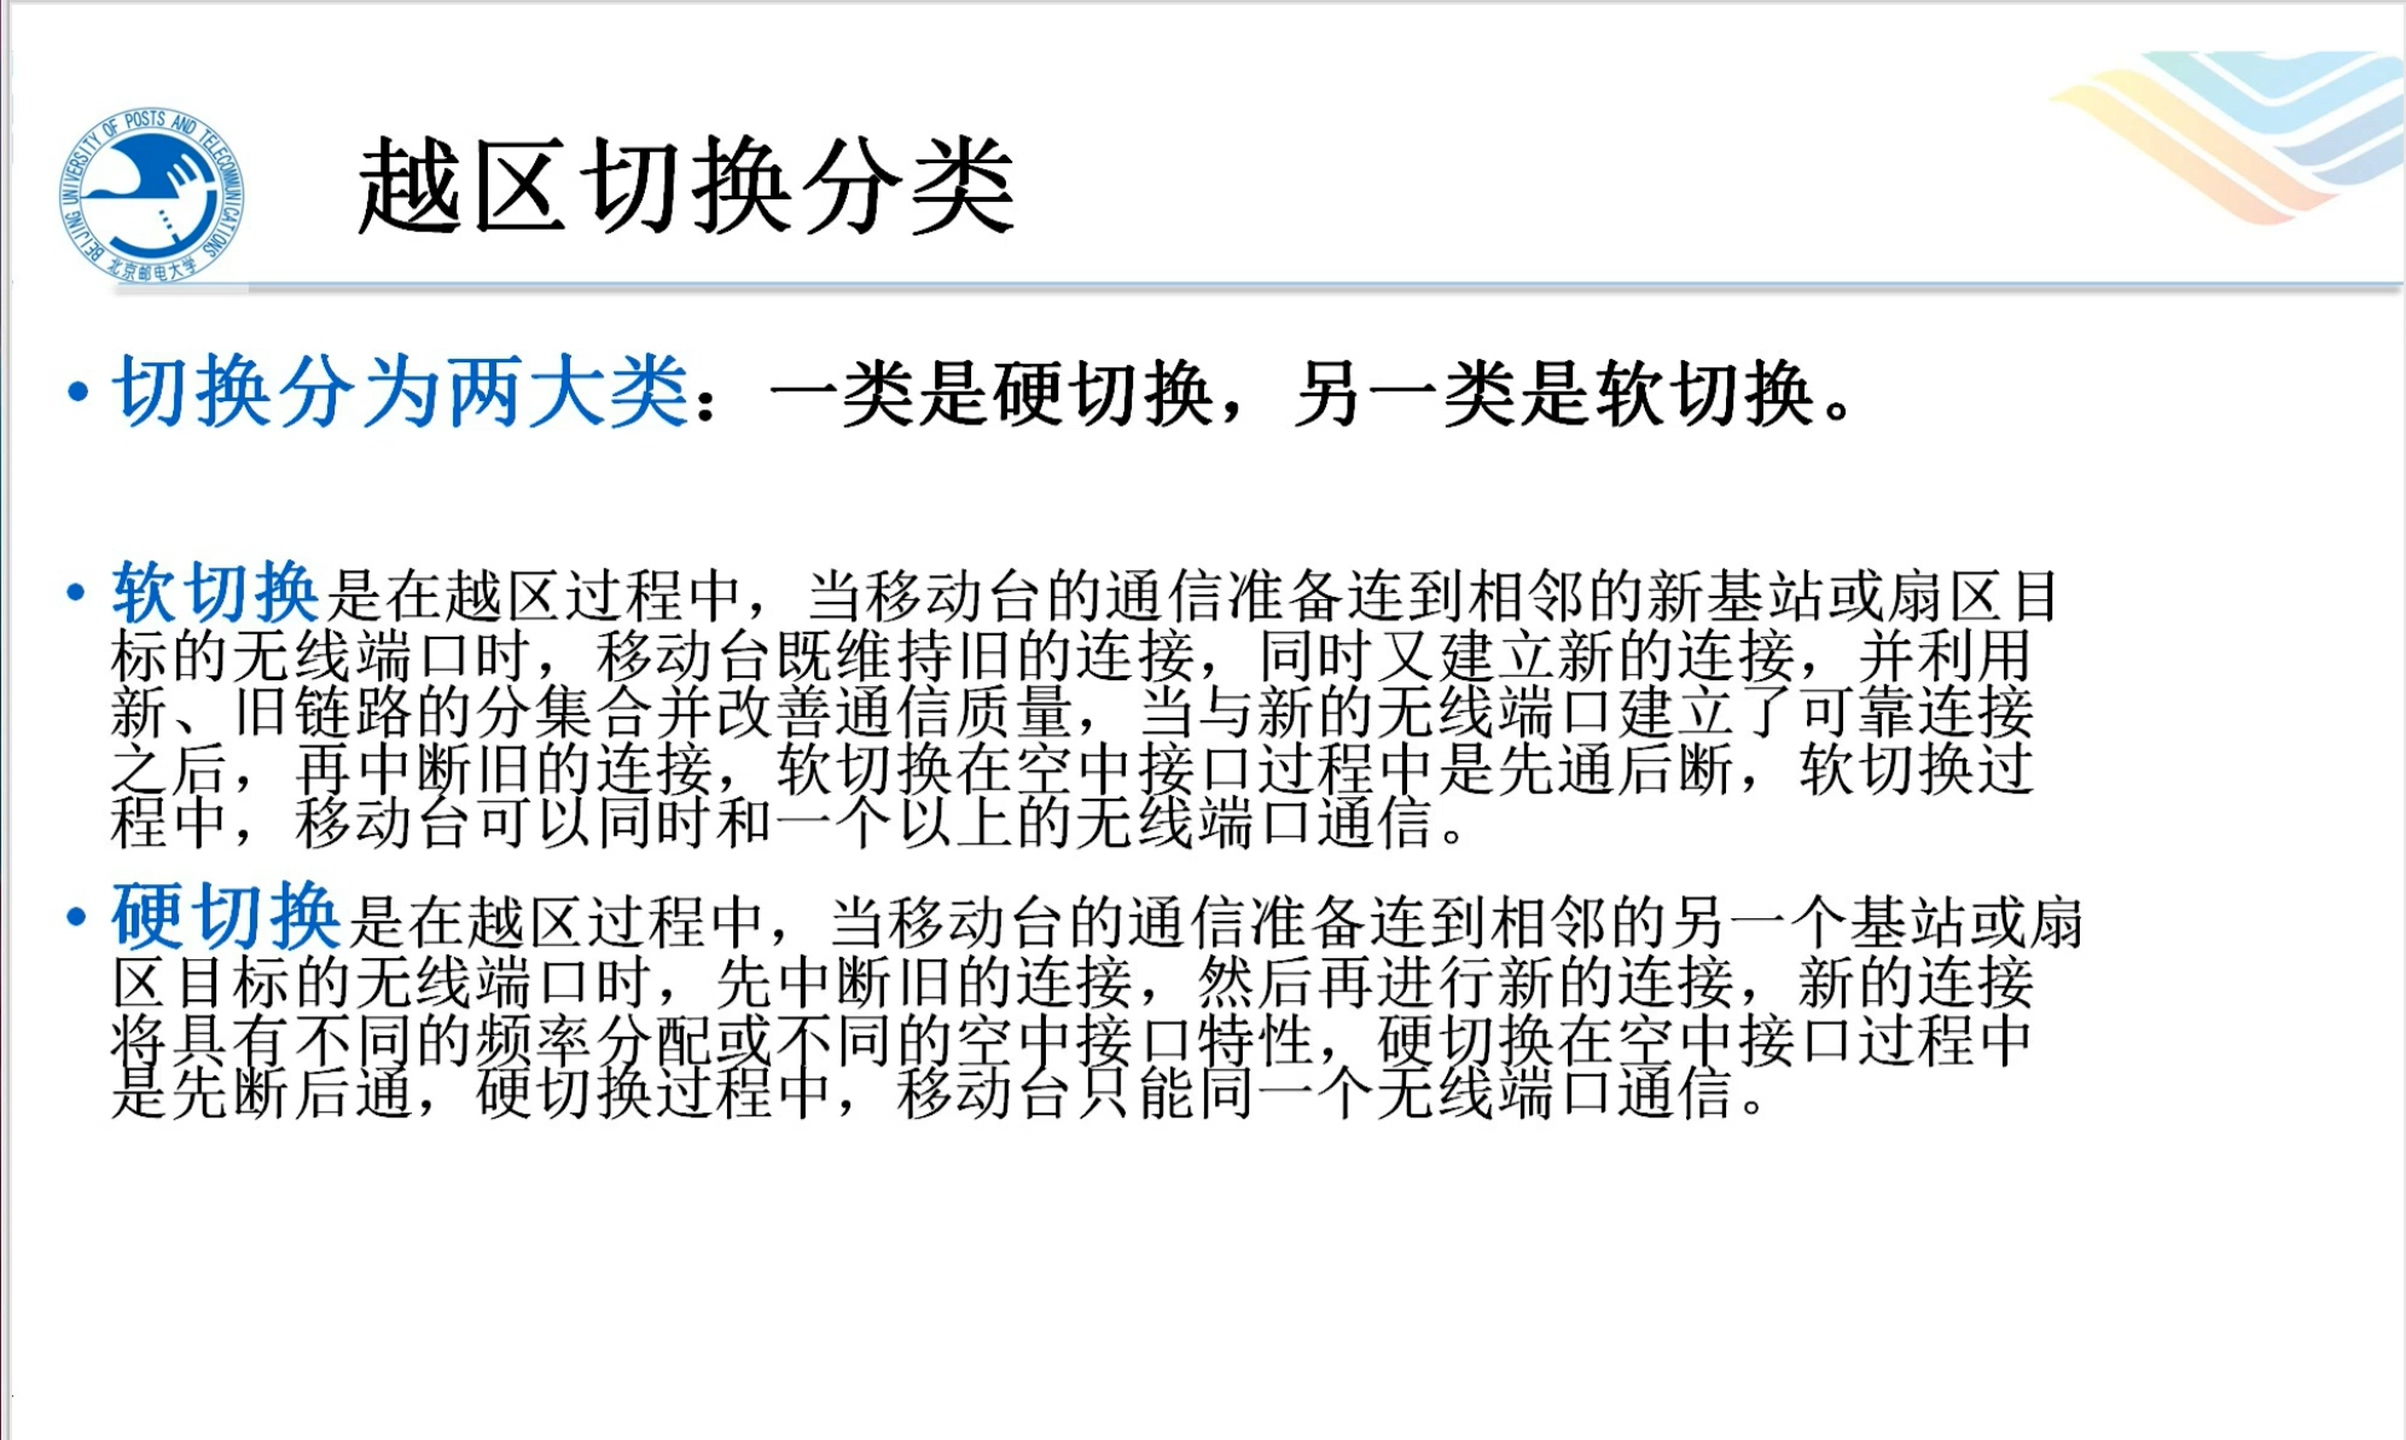 BEIJING UNIVERSITY OF POSTS AND TELECOMMUNICATIONS
北京邮电大学
越区切换分类
• 切换分为两大类：一类是硬切换，另一类是软切换。
• 软切换是在越区过程中，当移动台的通信准备连到相邻的新基站或扇区目
标的无线端口时，移动台既维持旧的连接，同时又建立新的连接，并利用
新、旧链路的分集合并改善通信质量，当与新的无线端口建立了可靠连接
之后，再中断旧的连接，软切换在空中接口过程中是先通后断，软切换过
程中，移动台可以同时和一个以上的无线端口通信。
• 硬切换是在越区过程中，当移动台的通信准备连到相邻的另一个基站或扇
区目标的无线端口时，先中断旧的连接，然后再进行新的连接，新的连接
将具有不同的频率分配或不同的空中接口特性，硬切换在空中接口过程中
是先断后通，硬切换过程中，移动台只能同一个无线端口通信。